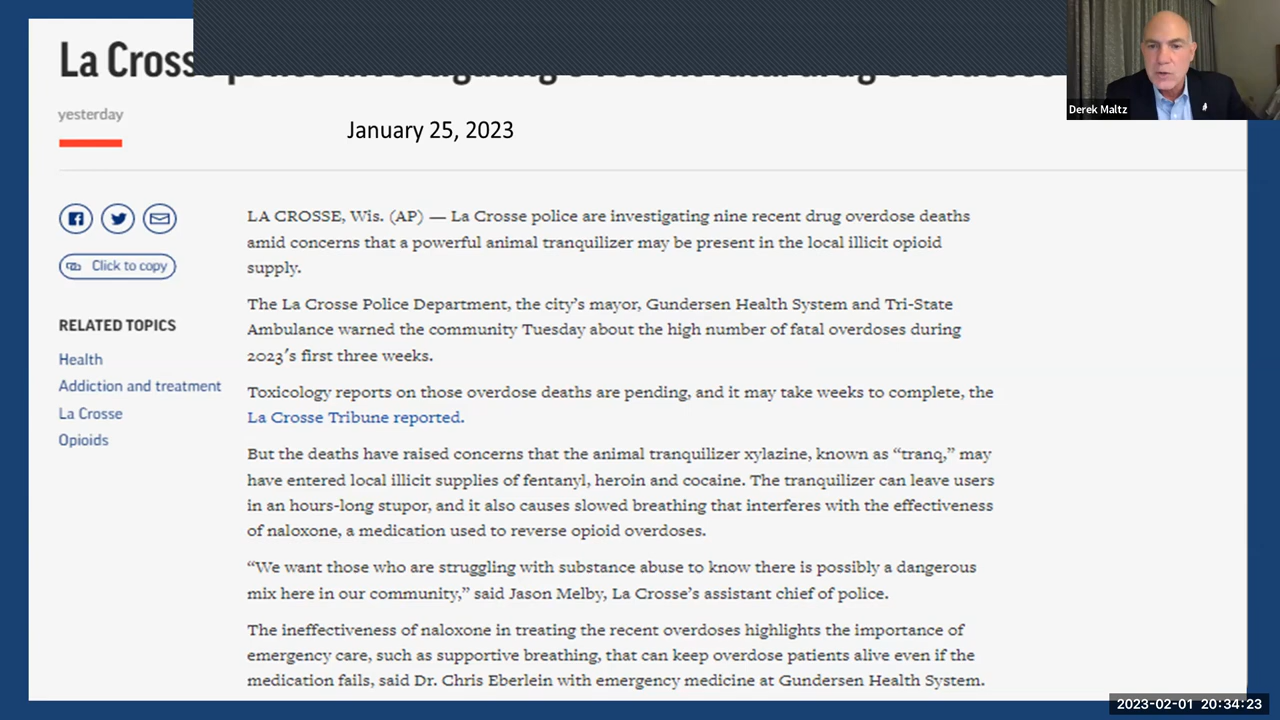 La Cross
yesterday
January 25, 2023
Derek Maltz
Click to copy
RELATED TOPICS
Health
Addiction and treatment
La Crosse
Opioids
LA CROSSE, Wis. (AP) — La Crosse police are investigating nine recent drug overdose deaths
amid concerns that a powerful animal tranquilizer may be present in the local illicit opioid
supply.
The La Crosse Police Department, the city's mayor, Gundersen Health System and Tri-State
Ambulance warned the community Tuesday about the high number of fatal overdoses during
2023′s first three weeks.
Toxicology reports on those overdose deaths are pending, and it may take weeks to complete, the
La Crosse Tribune reported.
But the deaths have raised concerns that the animal tranquilizer xylazine, known as “tranq,” may
have entered local illicit supplies of fentanyl, heroin and cocaine. The tranquilizer can leave users
in an hours-long stupor, and it also causes slowed breathing that interferes with the effectiveness
of naloxone, a medication used to reverse opioid overdoses.
“We want those who are struggling with substance abuse to know there is possibly a dangerous
mix here in our community,” said Jason Melby, La Crosse’s assistant chief of police.
The ineffectiveness of naloxone in treating the recent overdoses highlights the importance of
emergency care, such as supportive breathing, that can keep overdose patients alive even if the
medication fails, said Dr. Chris Eberlein with emergency medicine at Gundersen Health System.
2023-02-01 20:34:23